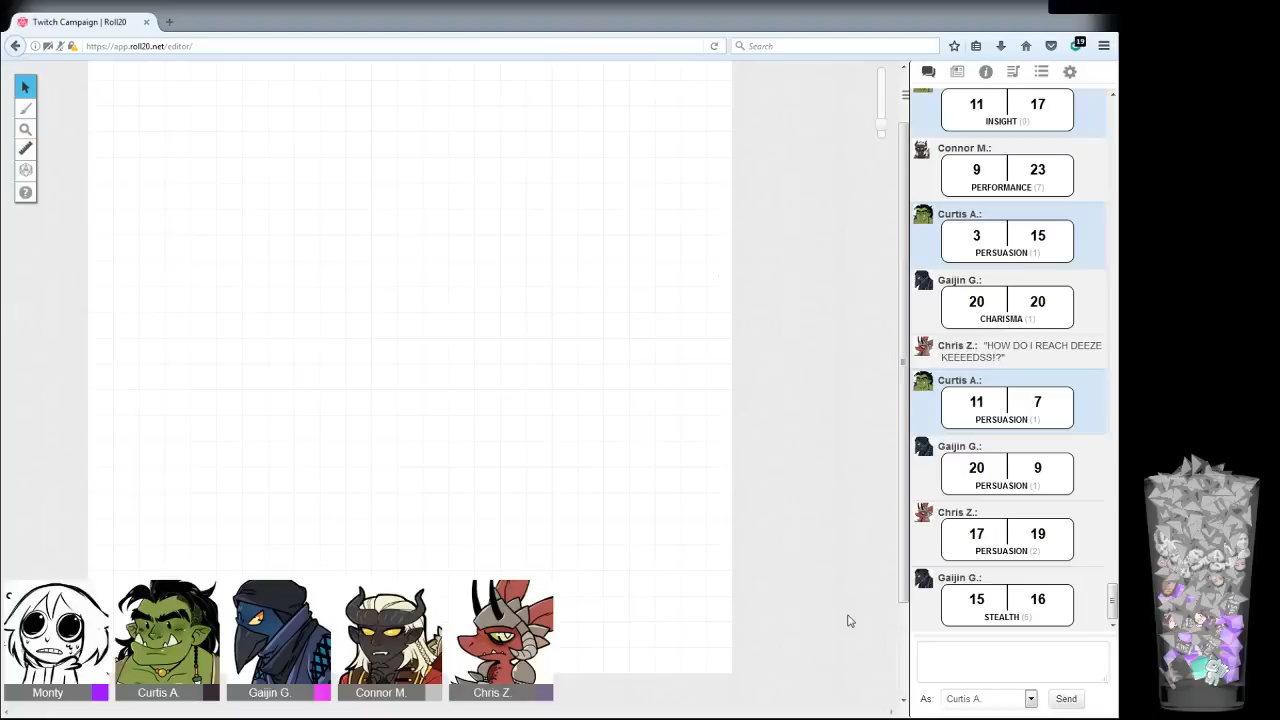 Twitch Campaign | Roll20
https://app.roll20.net/editor/
Search
19
11 17
INSIGHT (0)
Connor M.:
9 23
PERFORMANCE (7)
Curtis A.:
3 15
PERSUASION (1)
Gaijin G.:
20 20
CHARISMA (1)
Chris Z.: "HOW DO I REACH DEEZE
KEEEEDSS!?"
Curtis A.:
11 7
PERSUASION (1)
Gaijin G.:
20 9
PERSUASION (1)
Chris Z.:
17 19
PERSUASION (2)
Gaijin G.:
15 16
STEALTH (5)
As: Curtis A. Send
Monty Curtis A. Gaijin G. Connor M. Chris Z.